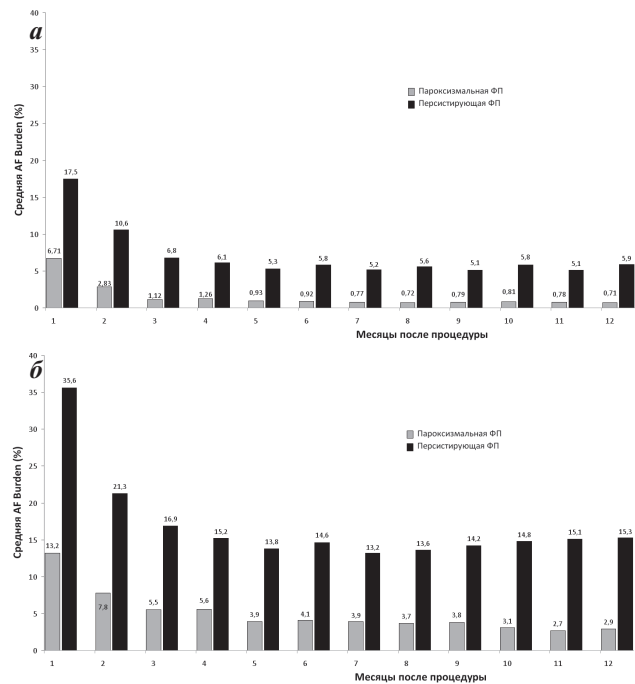 а
Средняя AF Burden (%)
40
35
30
25
20
15
10
5
0
Пароксизмальная ФП
Персистирующая ФП
6,71 17,5 2,83 10,6 1,12 6,8 1,26 6,1 0,93 5,3 0,92 5,8 0,77 5,2 0,72 5,6 0,79 5,1 0,81 5,8 0,78 5,1 0,71 5,9
1 2 3 4 5 6 7 8 9 10 11 12
Месяцы после процедуры
б
Средняя AF Burden (%)
40
35
30
25
20
15
10
5
0
Пароксизмальная ФП
Персистирующая ФП
13,2 35,6 7,8 21,3 5,5 16,9 5,6 15,2 3,9 13,8 4,1 14,6 3,9 13,2 3,7 13,6 3,8 14,2 3,1 14,8 2,7 15,1 2,9 15,3
1 2 3 4 5 6 7 8 9 10 11 12
Месяцы после процедуры